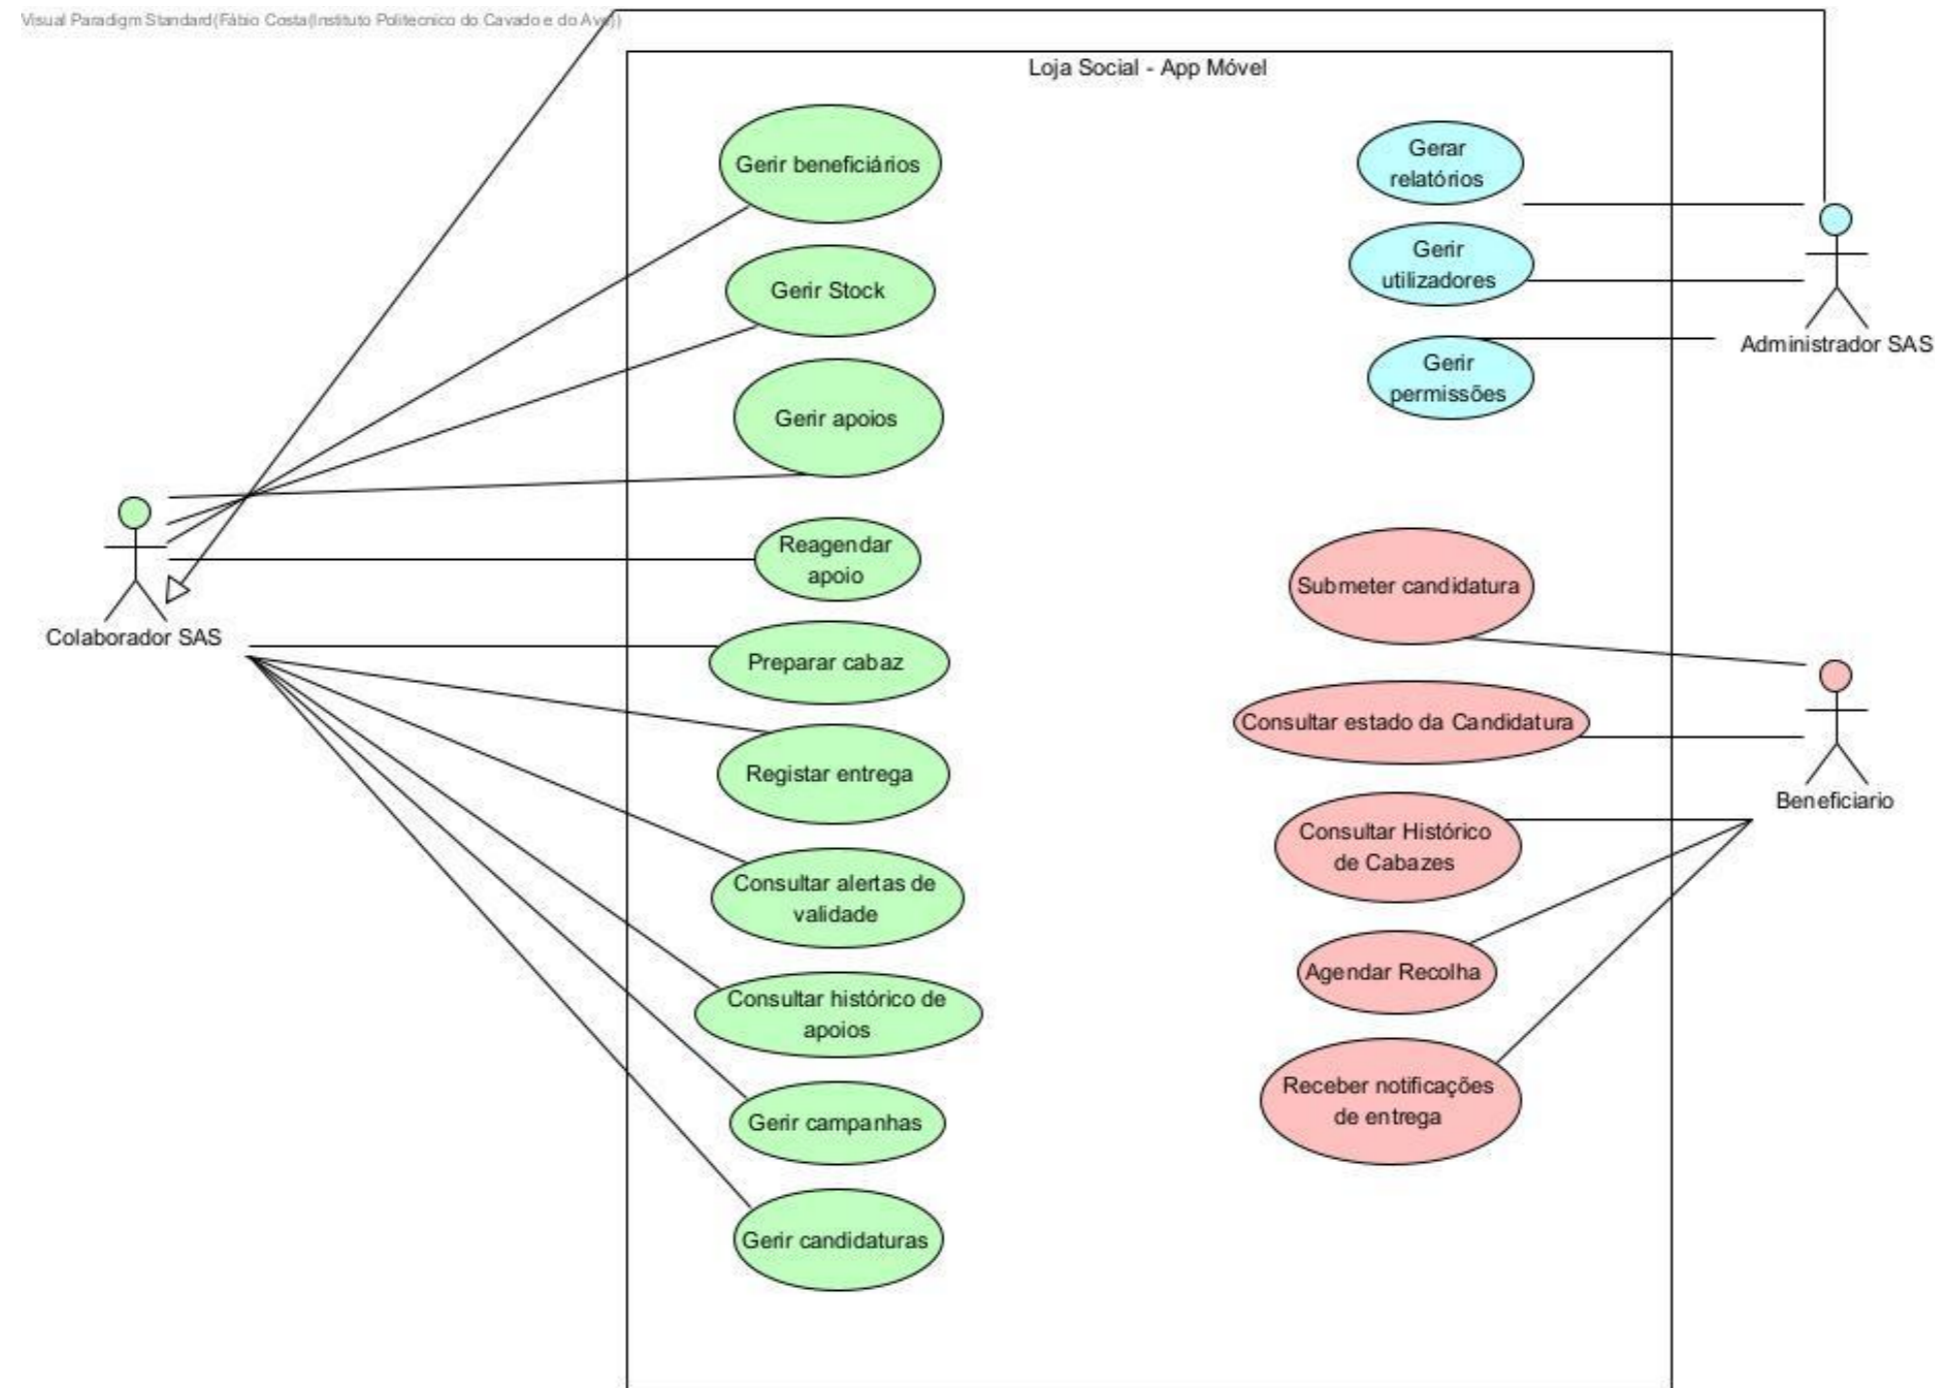 Visual Paradigm Standard(Fábio Costa(Instituto Politecnico do Cavado e do Ave))
Loja Social - App Móvel
Gerir beneficiários
Gerir Stock
Gerir apoios
Reagendar
apoio
Preparar cabaz
Registar entrega
Consultar alertas de
validade
Consultar histórico de
apoios
Gerir campanhas
Gerir candidaturas
Colaborador SAS
Gerar
relatórios
Gerir
utilizadores
Gerir
permissões
Administrador SAS
Submeter candidatura
Consultar estado da Candidatura
Consultar Histórico
de Cabazes
Agendar Recolha
Receber notificações
de entrega
Beneficiario